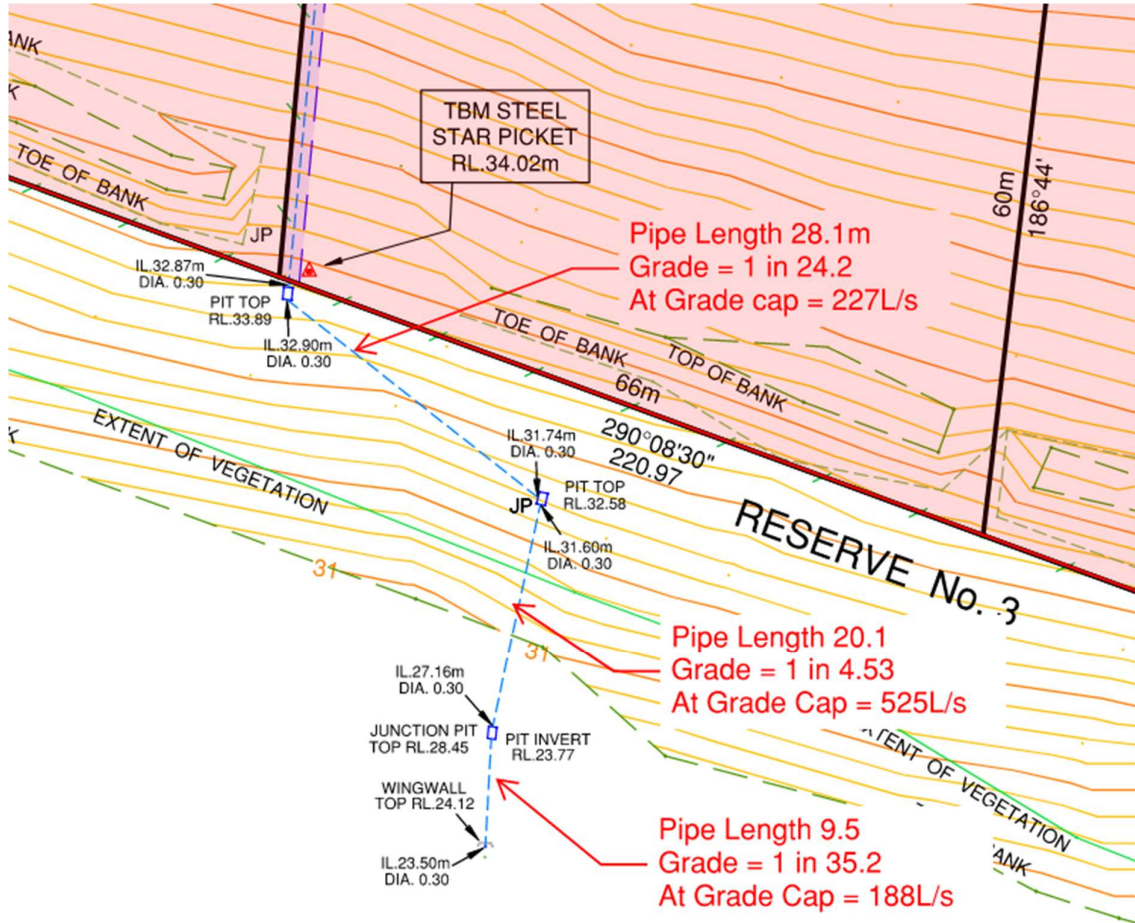 ANK
K
TOE OF BANK
JP
TBM STEEL
STAR PICKET
RL.34.02m
60m
186°44'
Pipe Length 28.1m
Grade = 1 in 24.2
At Grade cap = 227L/s
IL.32.87m
DIA. 0.30
PIT TOP
RL.33.89
IL.32.90m
DIA. 0.30
TOE OF BANK
TOP OF BANK
66m
290°08'30"
220.97
EXTENT OF VEGETATION
K
IL.31.74m
DIA. 0.30
PIT TOP
RL.32.58
JP
IL.31.60m
DIA. 0.30
RESERVE No. 3
31
31
Pipe Length 20.1
Grade = 1 in 4.53
At Grade Cap = 525L/s
IL.27.16m
DIA. 0.30
JUNCTION PIT
TOP RL.28.45
PIT INVERT
RL.23.77
TENT OF VEGETATION
WINGWALL
TOP RL.24.12
IL.23.50m
DIA. 0.30
Pipe Length 9.5
Grade = 1 in 35.2
At Grade Cap = 188L/s
ANK